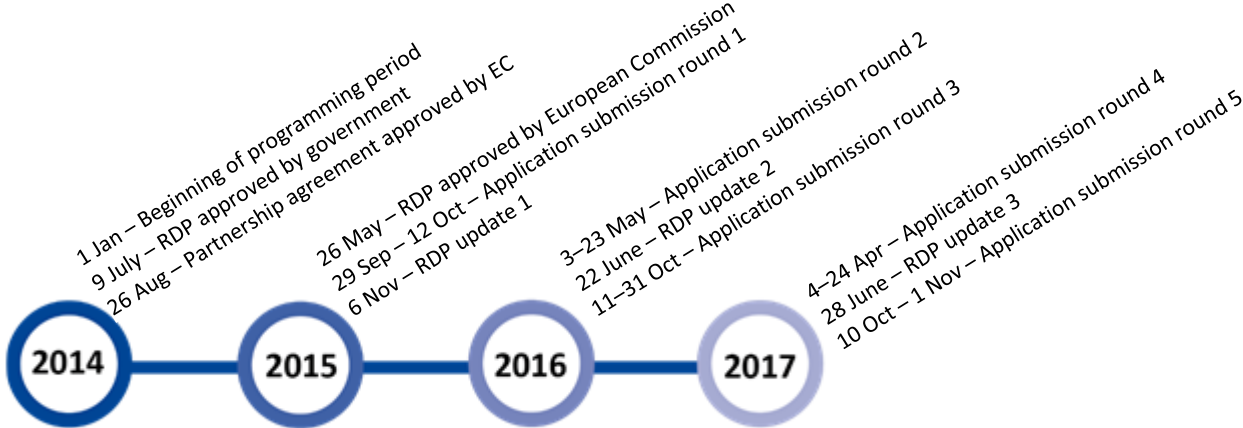 1 Jan – Beginning of programming period
9 July – RDP approved by government
26 Aug – Partnership agreement approved by EC
26 May – RDP approved by European Commission
29 Sep – 12 Oct – Application submission round 1
6 Nov – RDP update 1
3–23 May – Application submission round 2
22 June – RDP update 2
11–31 Oct – Application submission round 3
4–24 Apr – Application submission round 4
28 June – RDP update 3
10 Oct – 1 Nov – Application submission round 5
2014
2015
2016
2017